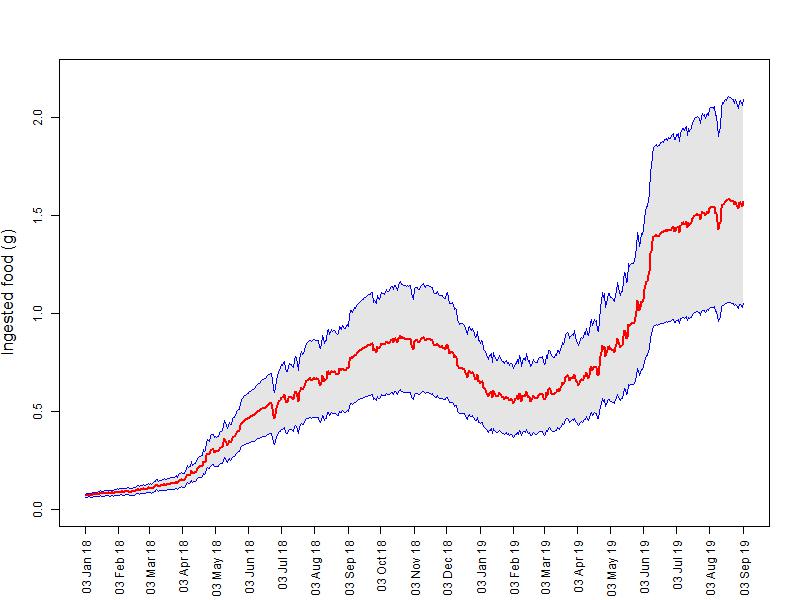 Ingested food (g)
2.0
1.5
1.0
0.5
0.0
03 Jan 18
03 Feb 18
03 Mar 18
03 Apr 18
03 May 18
03 Jun 18
03 Jul 18
03 Aug 18
03 Sep 18
03 Oct 18
03 Nov 18
03 Dec 18
03 Jan 19
03 Feb 19
03 Mar 19
03 Apr 19
03 May 19
03 Jun 19
03 Jul 19
03 Aug 19
03 Sep 19